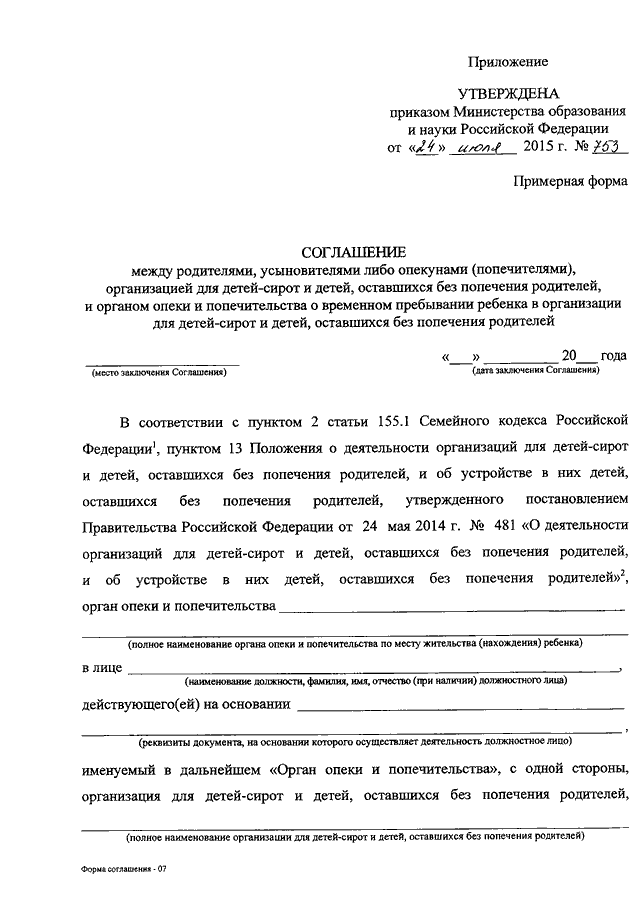 Приложение
УТВЕРЖДЕНА
приказом Министерства образования
и науки Российской Федерации
от «24» июля 2015 г. № 753
Примерная форма
СОГЛАШЕНИЕ
между родителями, усыновителями либо опекунами (попечителями),
организацией для детей-сирот и детей, оставшихся без попечения родителей,
и органом опеки и попечительства о временном пребывании ребенка в организации
для детей-сирот и детей, оставшихся без попечения родителей
«___» __________ 20___ года
(место заключения Соглашения) (дата заключения Соглашения)
В соответствии с пунктом 2 статьи 155.1 Семейного кодекса Российской
Федерации¹, пунктом 13 Положения о деятельности организаций для детей-сирот
и детей, оставшихся без попечения родителей, и об устройстве в них детей,
оставшихся без попечения родителей, утвержденного постановлением
Правительства Российской Федерации от 24 мая 2014 г. № 481 «О деятельности
организаций для детей-сирот и детей, оставшихся без попечения родителей,
и об устройстве в них детей, оставшихся без попечения родителей»²,
орган опеки и попечительства
(полное наименование органа опеки и попечительства по месту жительства (нахождения) ребенка)
в лице ,
(наименование должности, фамилия, имя, отчество (при наличии) должностного лица)
действующего(ей) на основании
,
(реквизиты документа, на основании которого осуществляет деятельность должностное лицо)
именуемый в дальнейшем «Орган опеки и попечительства», с одной стороны,
организация для детей-сирот и детей, оставшихся без попечения родителей,
(полное наименование организации для детей-сирот и детей, оставшихся без попечения родителей)
Форма соглашения - 07